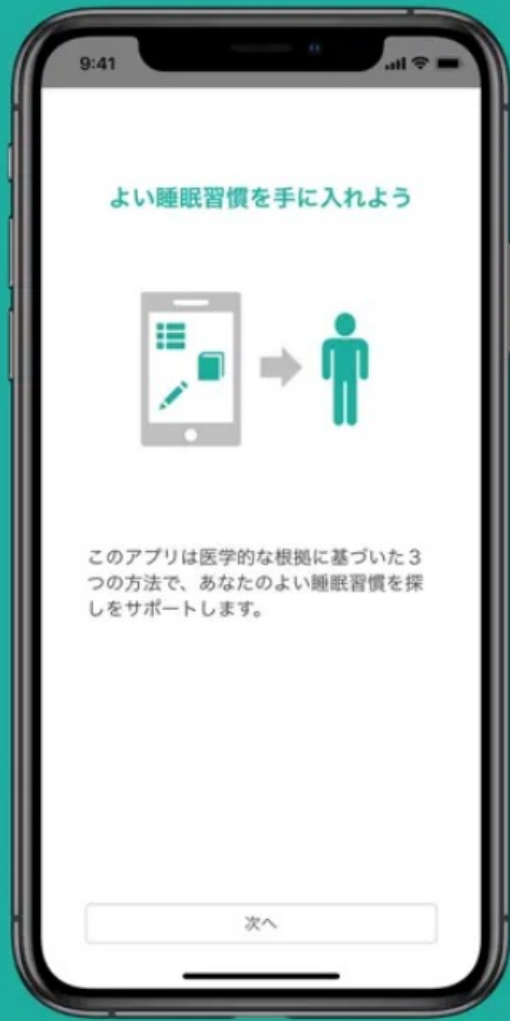 9:41
よい睡眠習慣を手に入れよう
このアプリは医学的な根拠に基づいた３
つの方法で、あなたのよい睡眠習慣を探
しをサポートします。
次へ